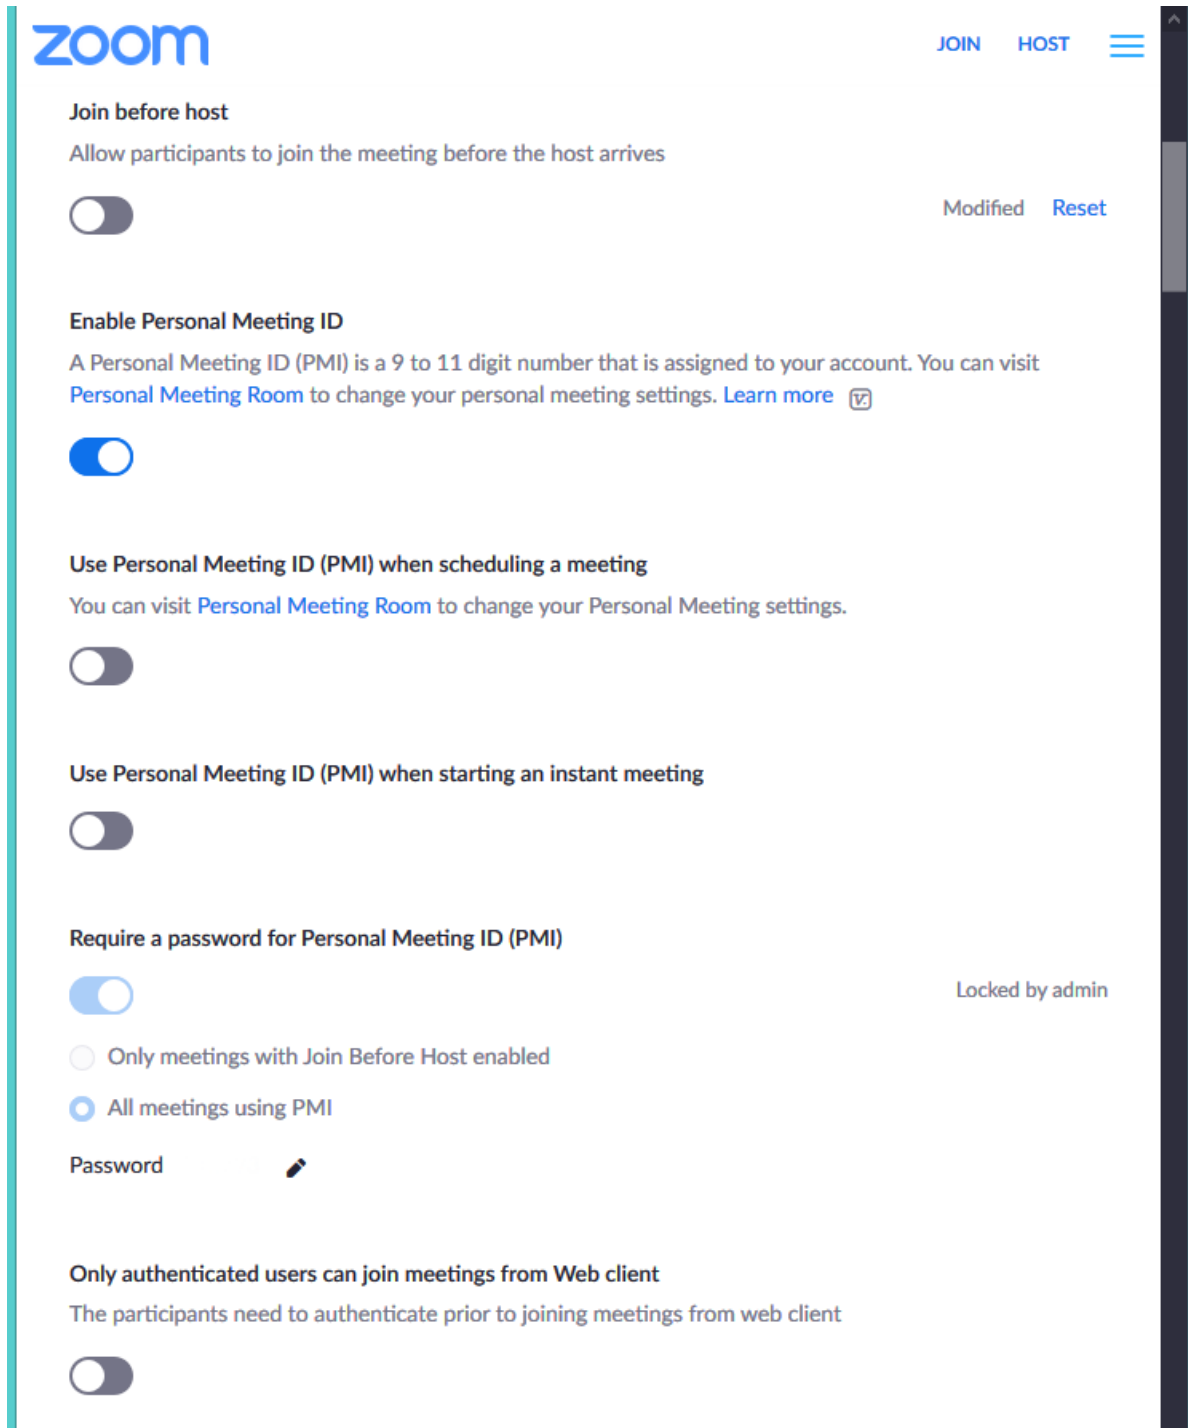 zoom
JOIN HOST
Join before host
Allow participants to join the meeting before the host arrives
Modified Reset
Enable Personal Meeting ID
A Personal Meeting ID (PMI) is a 9 to 11 digit number that is assigned to your account. You can visit
Personal Meeting Room to change your personal meeting settings. Learn more
Use Personal Meeting ID (PMI) when scheduling a meeting
You can visit Personal Meeting Room to change your Personal Meeting settings.
Use Personal Meeting ID (PMI) when starting an instant meeting
Require a password for Personal Meeting ID (PMI)
Locked by admin
Only meetings with Join Before Host enabled
All meetings using PMI
Password
Only authenticated users can join meetings from Web client
The participants need to authenticate prior to joining meetings from web client